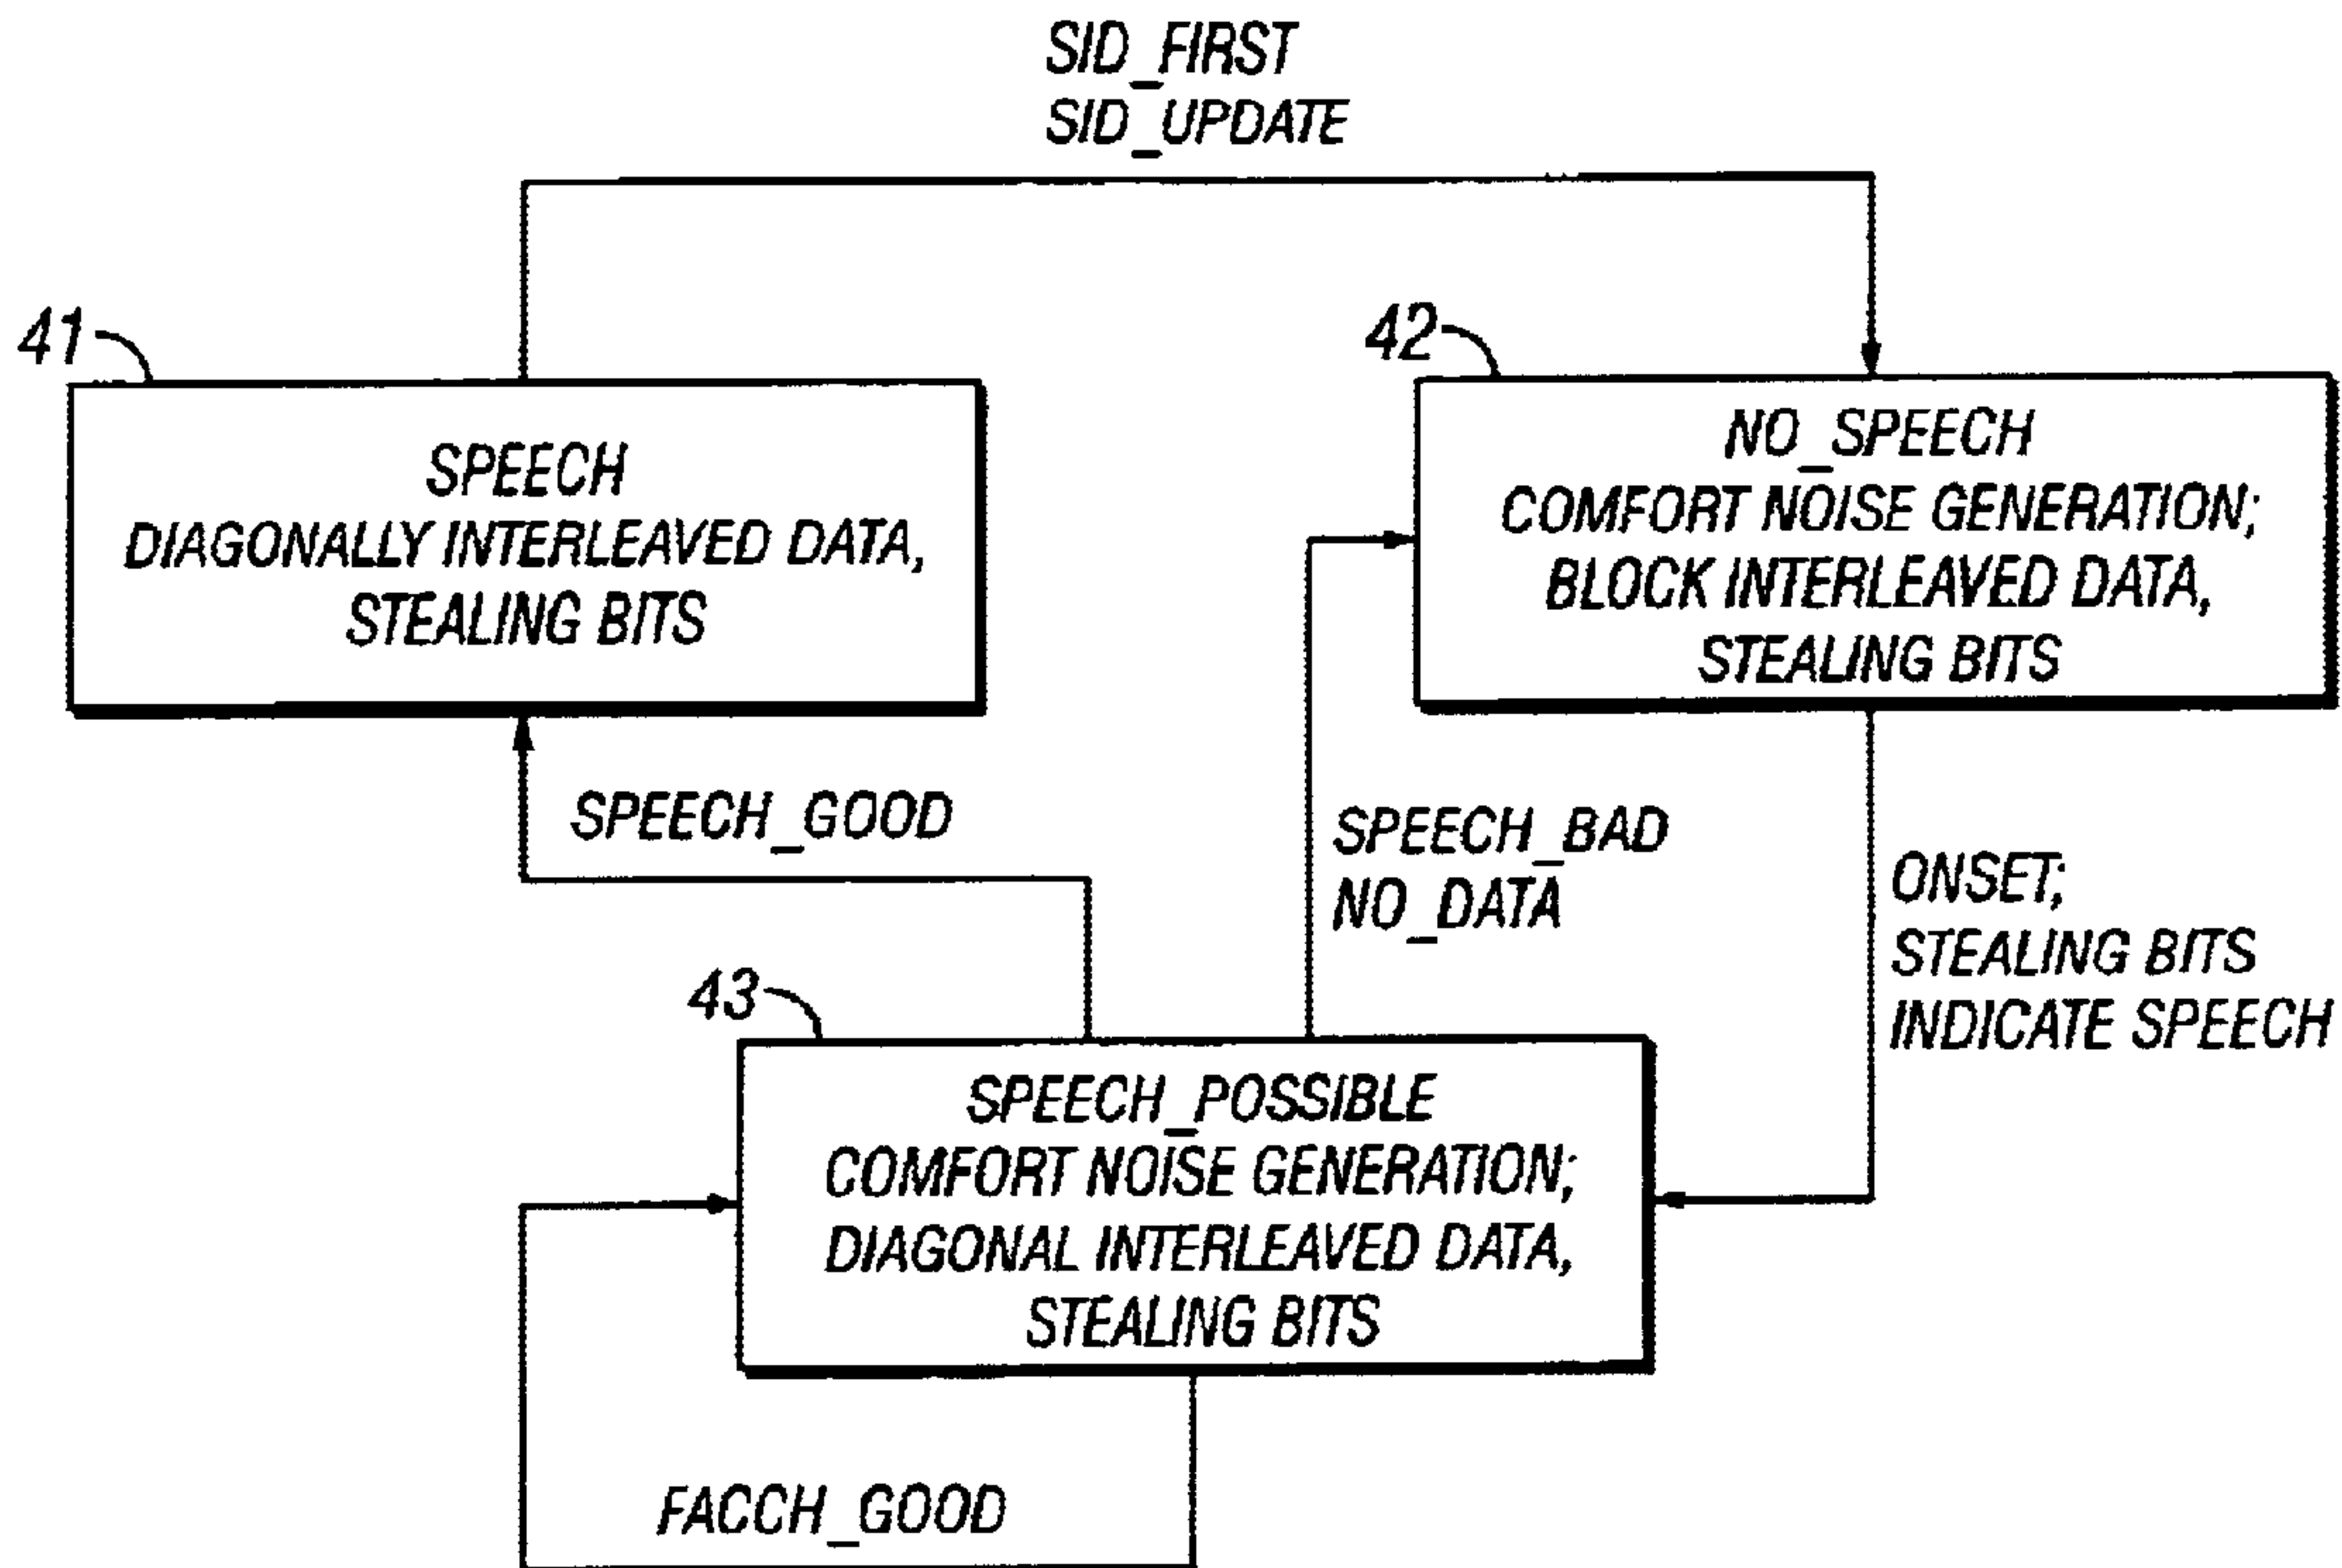 SID_FIRST
SID_UPDATE
41
42
SPEECH
DIAGONALLY INTERLEAVED DATA,
STEALING BITS
NO_SPEECH
COMFORT NOISE GENERATION;
BLOCK INTERLEAVED DATA,
STEALING BITS
SPEECH_GOOD
SPEECH_BAD
NO_DATA
ONSET;
STEALING BITS
INDICATE SPEECH
43
SPEECH_POSSIBLE
COMFORT NOISE GENERATION;
DIAGONAL INTERLEAVED DATA,
STEALING BITS
FACCH_GOOD